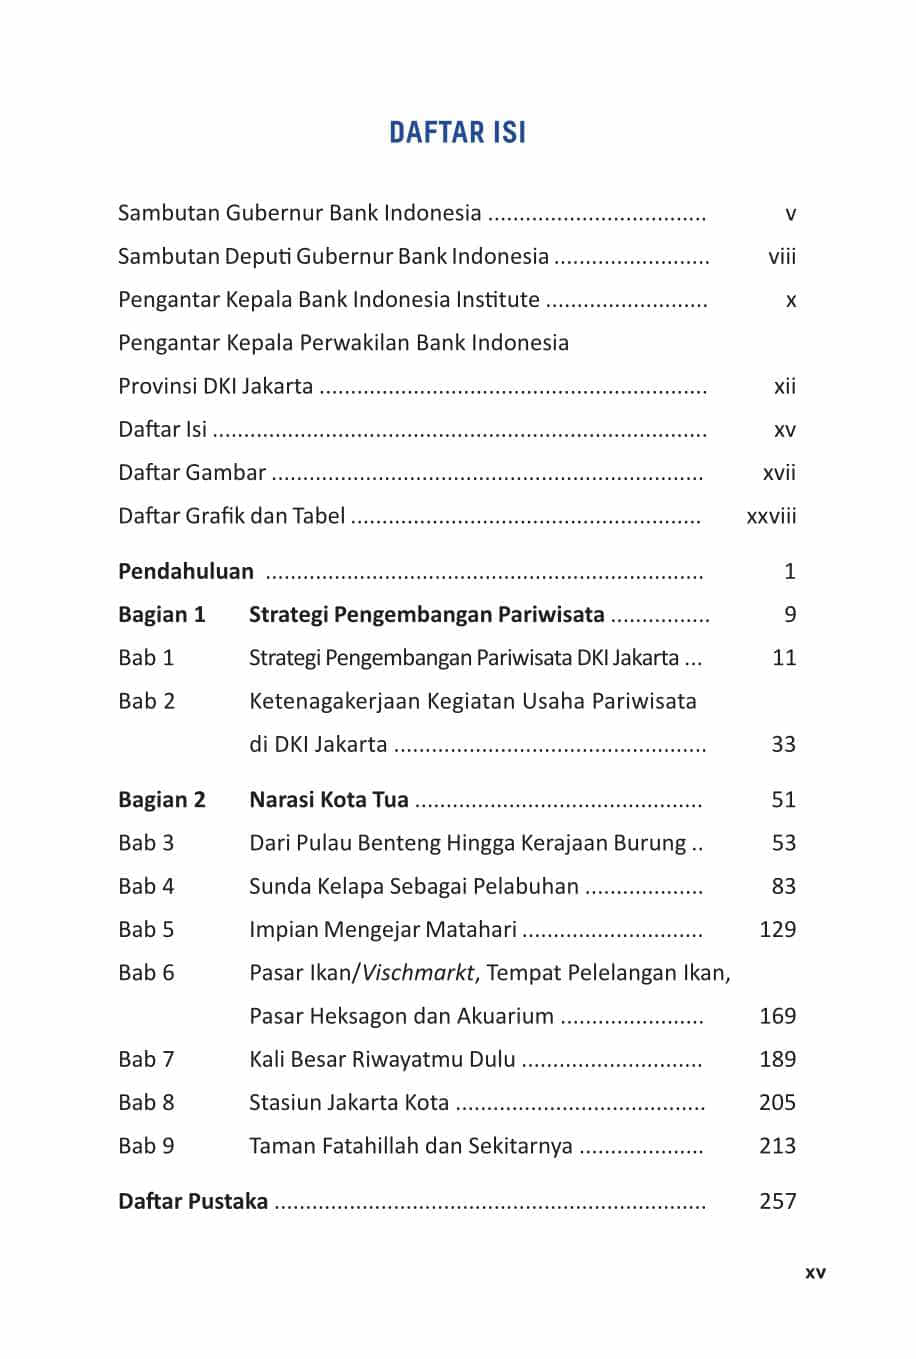 DAFTAR ISI
Sambutan Gubernur Bank Indonesia ................................... v
Sambutan Deputi Gubernur Bank Indonesia ......................... viii
Pengantar Kepala Bank Indonesia Institute .......................... x
Pengantar Kepala Perwakilan Bank Indonesia
Provinsi DKI Jakarta .............................................................. xii
Daftar Isi ............................................................................... xv
Daftar Gambar ..................................................................... xvii
Daftar Grafik dan Tabel ........................................................ xxviii
Pendahuluan ...................................................................... 1
Bagian 1 Strategi Pengembangan Pariwisata ................ 9
Bab 1 Strategi Pengembangan Pariwisata DKI Jakarta ... 11
Bab 2 Ketenagakerjaan Kegiatan Usaha Pariwisata
di DKI Jakarta .................................................. 33
Bagian 2 Narasi Kota Tua .............................................. 51
Bab 3 Dari Pulau Benteng Hingga Kerajaan Burung .. 53
Bab 4 Sunda Kelapa Sebagai Pelabuhan ................... 83
Bab 5 Impian Mengejar Matahari ............................. 129
Bab 6 Pasar Ikan/Vischmarkt, Tempat Pelelangan Ikan,
Pasar Heksagon dan Akuarium ....................... 169
Bab 7 Kali Besar Riwayatmu Dulu ............................. 189
Bab 8 Stasiun Jakarta Kota ........................................ 205
Bab 9 Taman Fatahillah dan Sekitarnya .................... 213
Daftar Pustaka ..................................................................... 257
xv